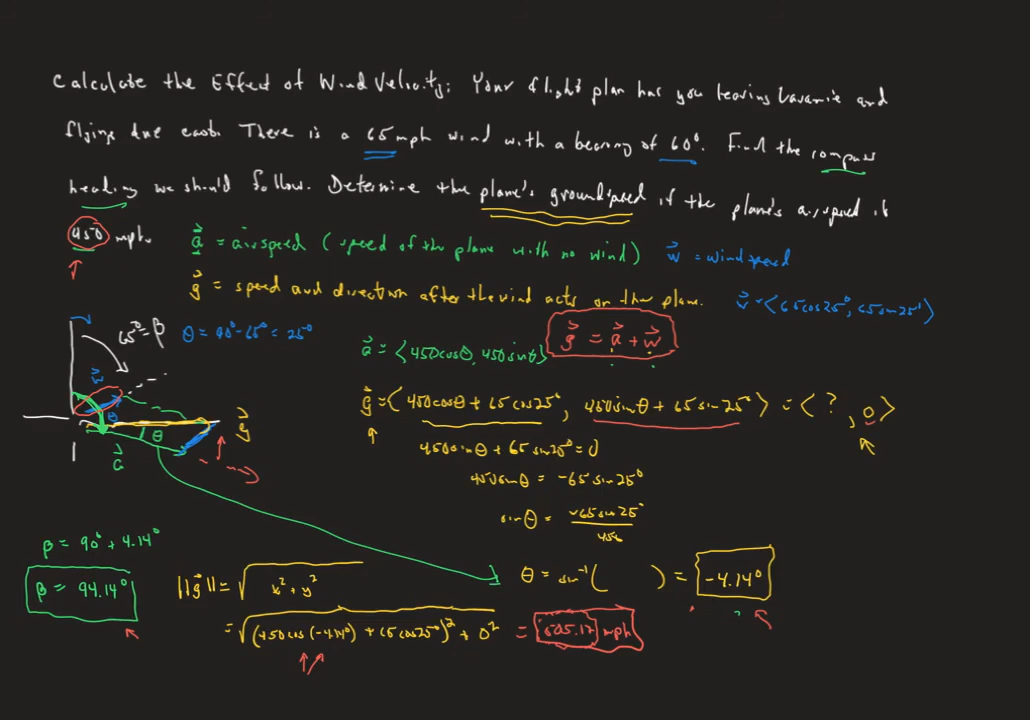 Calculate the Effect of Wind Velocity: Your flight plan has you leaving Laramie and
flying due east. There is a 65 mph wind with a bearing of 60°. Find the compass
heading we should follow. Determine the plane's groundspeed if the plane's airspeed is
450 mph.
a⃗ = airspeed (speed of the plane with no wind) w⃗ = windspeed
g⃗ = speed and direction after the wind acts on the plane. w⃗ = <65cos25°, 65sin25°>
65° = β θ = 90° - 65° = 25°
g⃗ = a⃗ + w⃗
a⃗ = <450cosθ, 450sinθ>
w⃗
θ
g⃗ = <450cosθ + 65cos25°, 450sinθ + 65sin25°> = <?, 0>
g⃗
θ
a⃗
450sinθ + 65sin25° = 0
450sinθ = -65sin25°
sinθ = -65sin25°
450
β = 90° + 4.14°
θ = sin⁻¹( ) = -4.14°
β = 94.14°
||g⃗|| = √x² + y²
= √(450cos(-4.14°) + 65cos25°)² + 0² = 505.17 mph